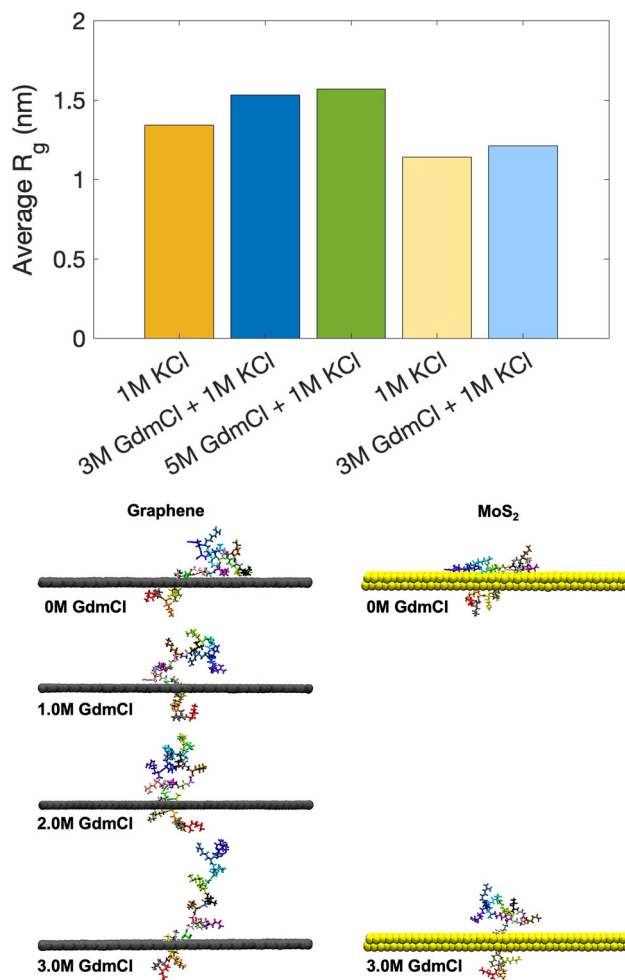 2
1.5
1
0.5
0
Average Rg (nm)
1M KCl
3M GdmCl + 1M KCl
5M GdmCl + 1M KCl
1M KCl
3M GdmCl + 1M KCl
Graphene
MoS₂
0M GdmCl
0M GdmCl
1.0M GdmCl
2.0M GdmCl
3.0M GdmCl
3.0M GdmCl